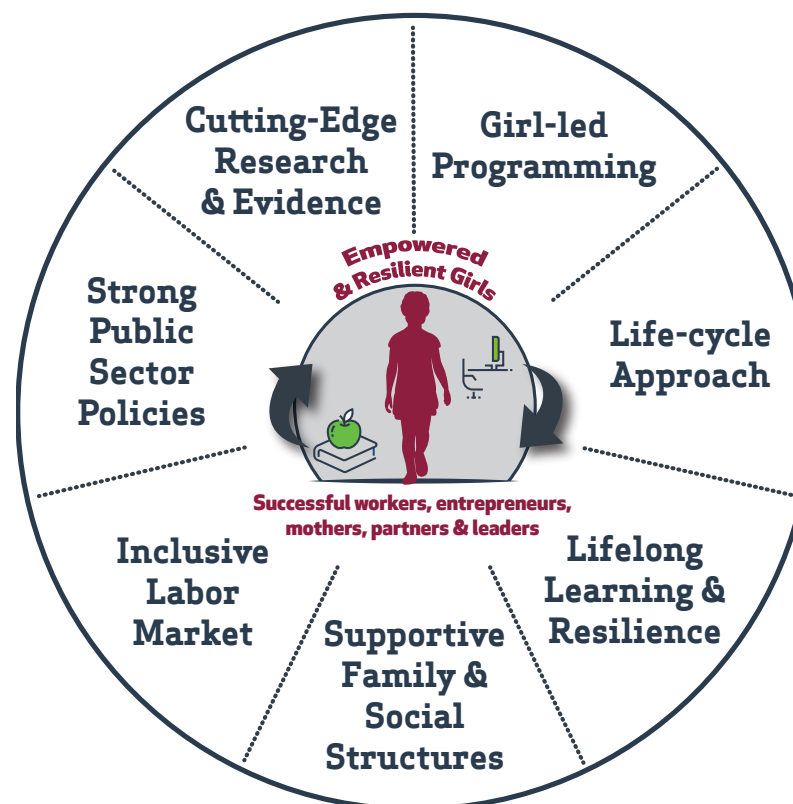 Cutting-Edge
Research
& Evidence
Girl-led
Programming
Life-cycle
Approach
Lifelong
Learning &
Resilience
Supportive
Family &
Social
Structures
Inclusive
Labor
Market
Strong
Public
Sector
Policies
Empowered
& Resilient Girls
Successful workers, entrepreneurs,
mothers, partners & leaders